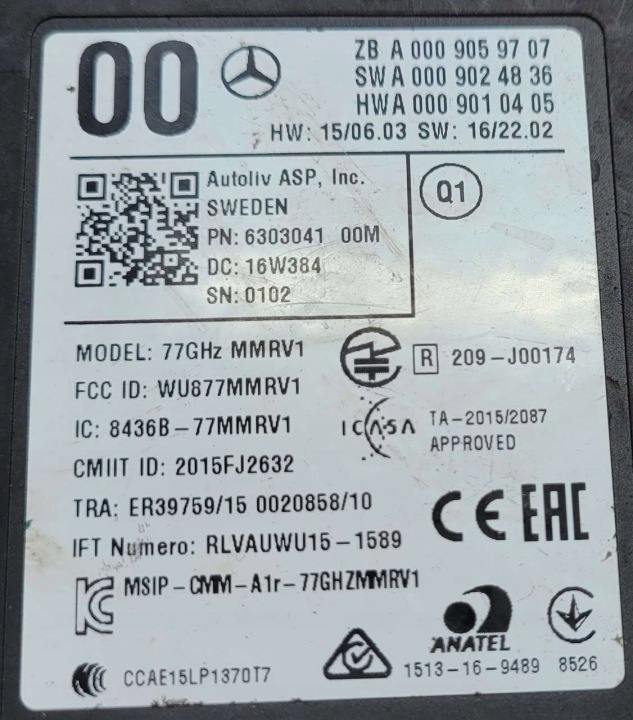 00
ZB A 000 905 97 07
SW A 000 902 48 36
HW A 000 901 04 05
HW: 15/06.03 SW: 16/22.02
Autoliv ASP, Inc.
SWEDEN
PN: 6303041 00M
DC: 16W384
SN: 0102
Q1
MODEL: 77GHz MMRV1
R 209-J00174
FCC ID: WU877MMRV1
IC: 8436B-77MMRV1
ICASA TA-2015/2087
APPROVED
CMIIT ID: 2015FJ2632
TRA: ER39759/15 0020858/10
CE EAC
IFT Numero: RLVAUWU15-1589
KC MSIP-CMM-A1r-77GHZMMRV1
ANATEL
CCAE15LP1370T7
1513-16-9489 8526